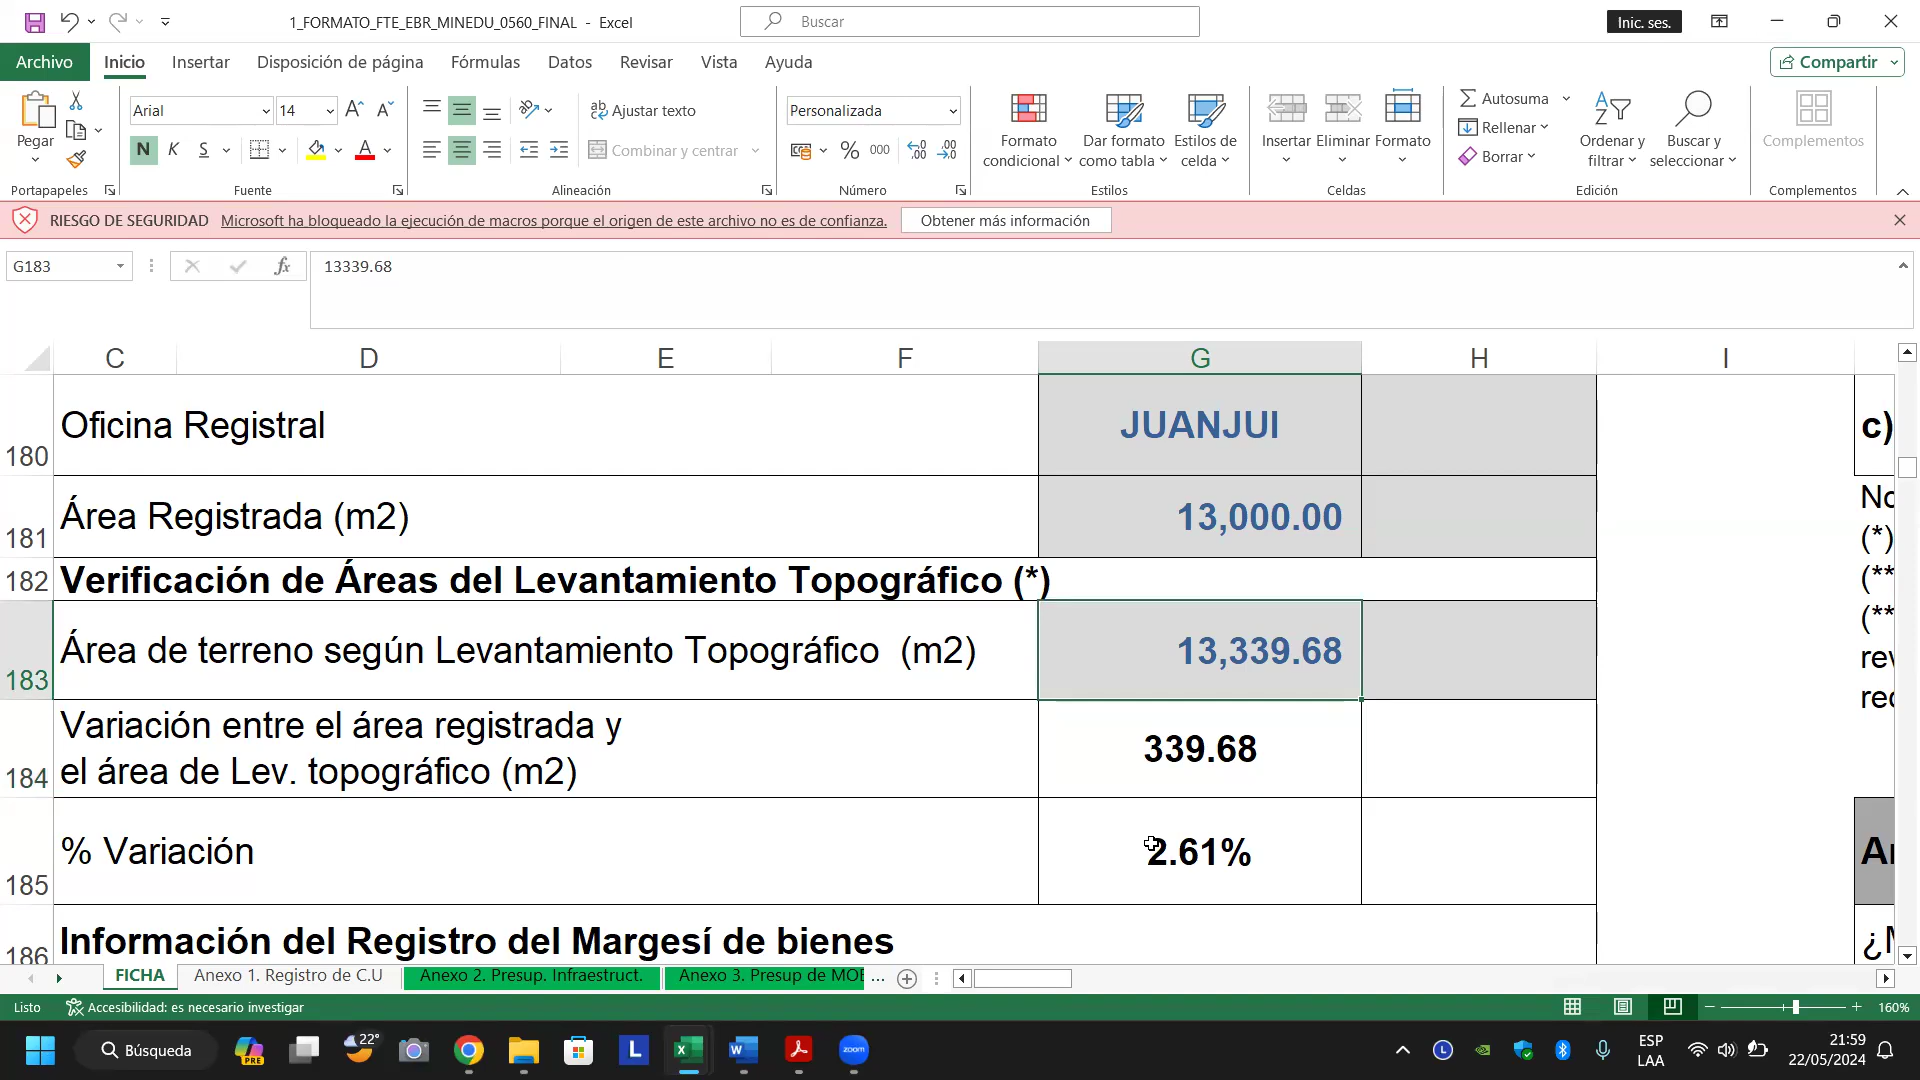 1_FORMATO_FTE_EBR_MINEDU_0560_FINAL - Excel
Buscar
Inic. ses.
Archivo
Inicio
Insertar
Disposición de página
Fórmulas
Datos
Revisar
Vista
Ayuda
Compartir
Pegar
Portapapeles
Arial
14
N K S
Fuente
Ajustar texto
Combinar y centrar
Alineación
Personalizada
% 000
Número
Formato condicional
Dar formato como tabla
Estilos de celda
Estilos
Insertar
Eliminar
Formato
Celdas
Autosuma
Rellenar
Borrar
Ordenar y filtrar
Buscar y seleccionar
Edición
Complementos
Complementos
RIESGO DE SEGURIDAD Microsoft ha bloqueado la ejecución de macros porque el origen de este archivo no es de confianza.
Obtener más información
G183
fx
13339.68
C D E F G H I
180 Oficina Registral JUANJUI
c)
181 Área Registrada (m2) 13,000.00
(*)
(**
182 Verificación de Áreas del Levantamiento Topográfico (*)
(**
183 Área de terreno según Levantamiento Topográfico (m2) 13,339.68
184 Variación entre el área registrada y
el área de Lev. topográfico (m2) 339.68
185 % Variación 2.61%
186 Información del Registro del Margesí de bienes
FICHA
Anexo 1. Registro de C.U
Anexo 2. Presup. Infraestruct.
Anexo 3. Presup de MOB
...
Listo
Accesibilidad: es necesario investigar
160%
22°
Búsqueda
PRE
L
zoom
ESP
LAA
21:59
22/05/2024